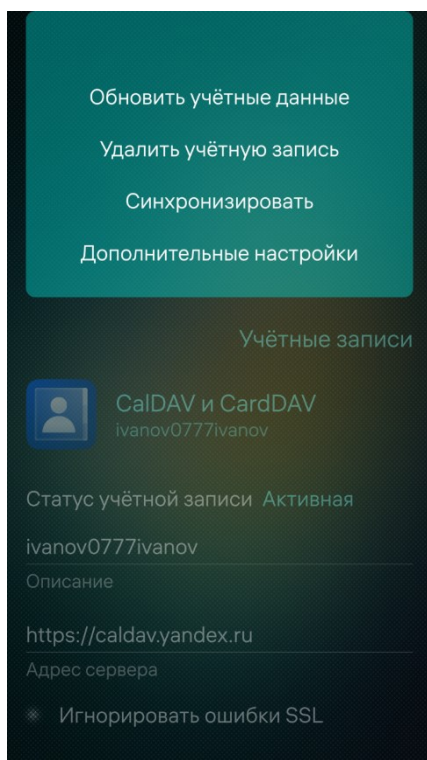 Обновить учётные данные
Удалить учётную запись
Синхронизировать
Дополнительные настройки
Учётные записи
CalDAV и CardDAV
ivanov0777ivanov
Статус учётной записи Активная
ivanov0777ivanov
Описание
https://caldav.yandex.ru
Адрес сервера
Игнорировать ошибки SSL